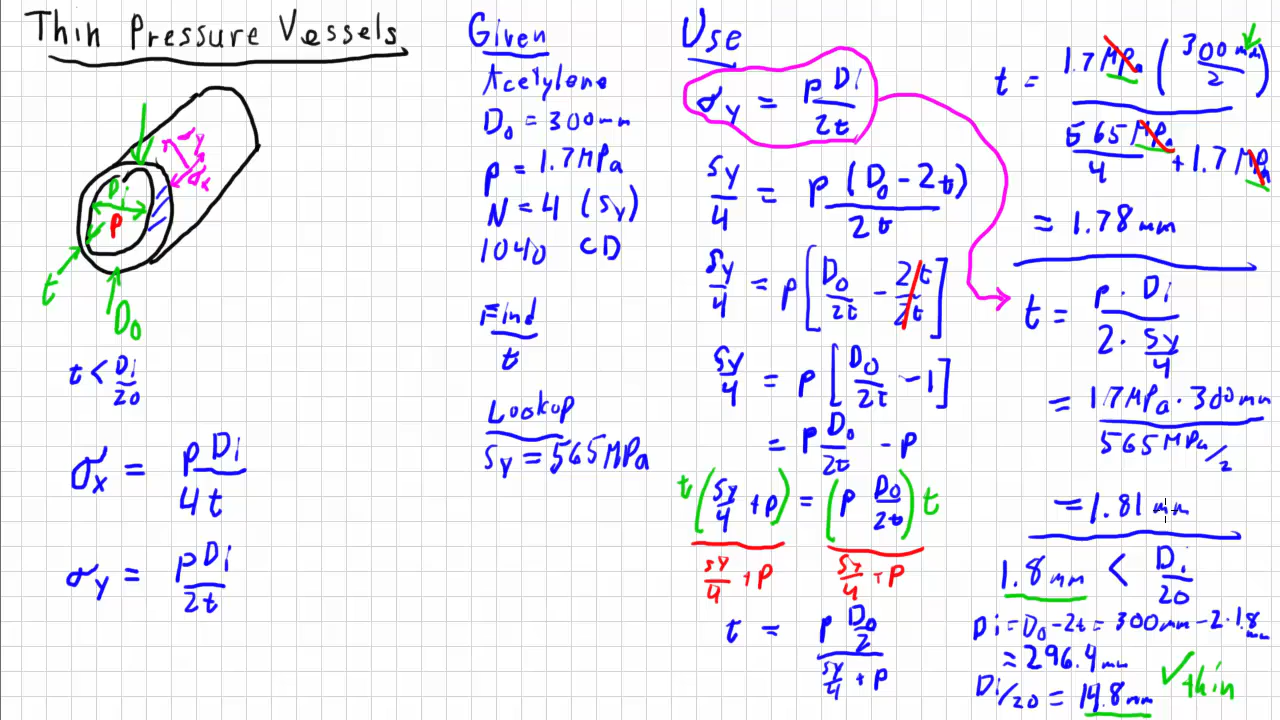 Thin Pressure Vessels
Di
P
t
Do
σy
σx
t < Di/20
σx = p Di / 4t
σy = p Di / 2t
Given
Acetylene
Do = 300mm
P = 1.7MPa
N = 4 (Sy)
1040 CD
Find
t
Lookup
Sy = 565MPa
Use
σy = p Di / 2t
Sy/4 = p (Do - 2t) / 2t
Sy/4 = p [Do/2t - 2t/2t]
Sy/4 = p [Do/2t - 1]
= p Do/2t - p
t (Sy/4 + p) = (p Do/2t) t
Sy/4 + p   Sy/4 + p
t = p Do/2 / (Sy/4 + p)
t = 1.7MPa (300mm/2) / (565MPa/4 + 1.7MPa)
= 1.78mm
t = p · Di / (2 · Sy/4)
= 1.7MPa · 300mm / (565MPa/2)
= 1.81mm
1.8mm < Di/20
Di = Do - 2t = 300mm - 2·1.8mm
= 296.4mm
Di/20 = 14.8mm ✓thin